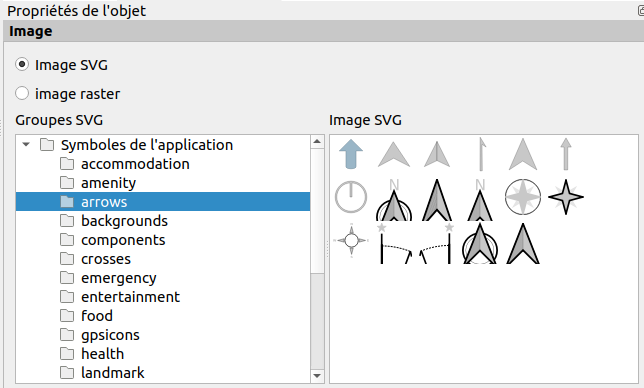 Propriétés de l'objet
Image
Image SVG
image raster
Groupes SVG
Image SVG
Symboles de l'application
accommodation
amenity
arrows
backgrounds
components
crosses
emergency
entertainment
food
gpsicons
health
landmark
N
N